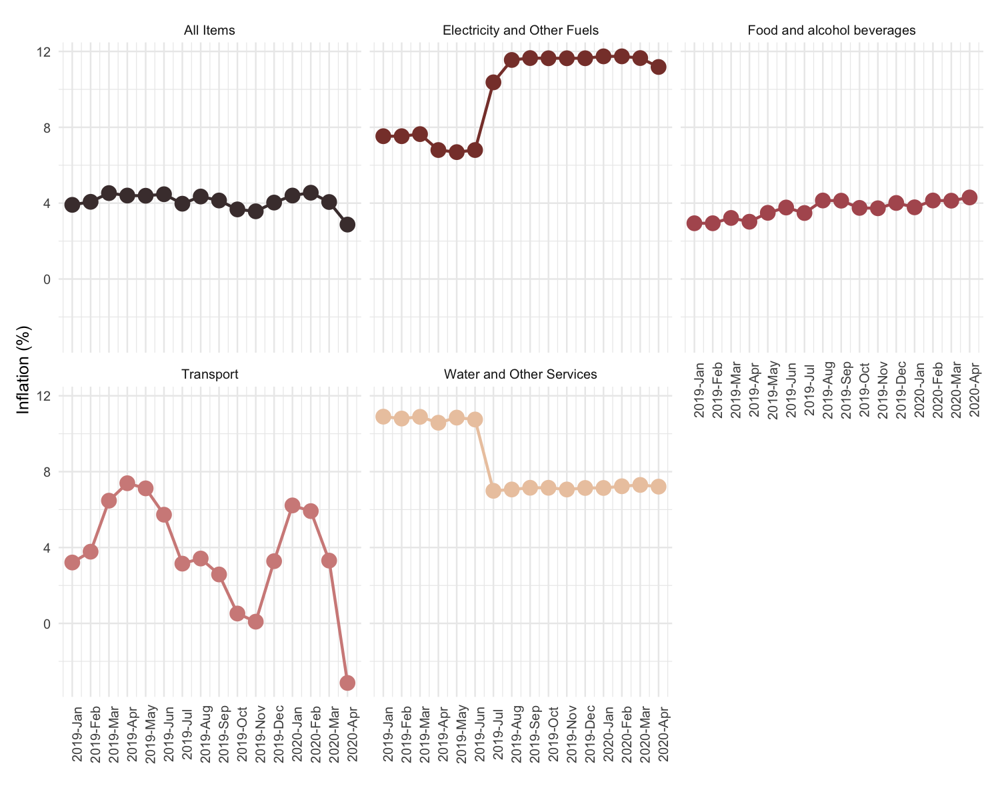 All Items
Electricity and Other Fuels
Food and alcohol beverages
12
8
4
0
Inflation (%)
2019-Jan
2019-Feb
2019-Mar
2019-Apr
2019-May
2019-Jun
2019-Jul
2019-Aug
2019-Sep
2019-Oct
2019-Nov
2019-Dec
2020-Jan
2020-Feb
2020-Mar
2020-Apr
Transport
Water and Other Services
12
8
4
0
2019-Jan
2019-Feb
2019-Mar
2019-Apr
2019-May
2019-Jun
2019-Jul
2019-Aug
2019-Sep
2019-Oct
2019-Nov
2019-Dec
2020-Jan
2020-Feb
2020-Mar
2020-Apr
2019-Jan
2019-Feb
2019-Mar
2019-Apr
2019-May
2019-Jun
2019-Jul
2019-Aug
2019-Sep
2019-Oct
2019-Nov
2019-Dec
2020-Jan
2020-Feb
2020-Mar
2020-Apr